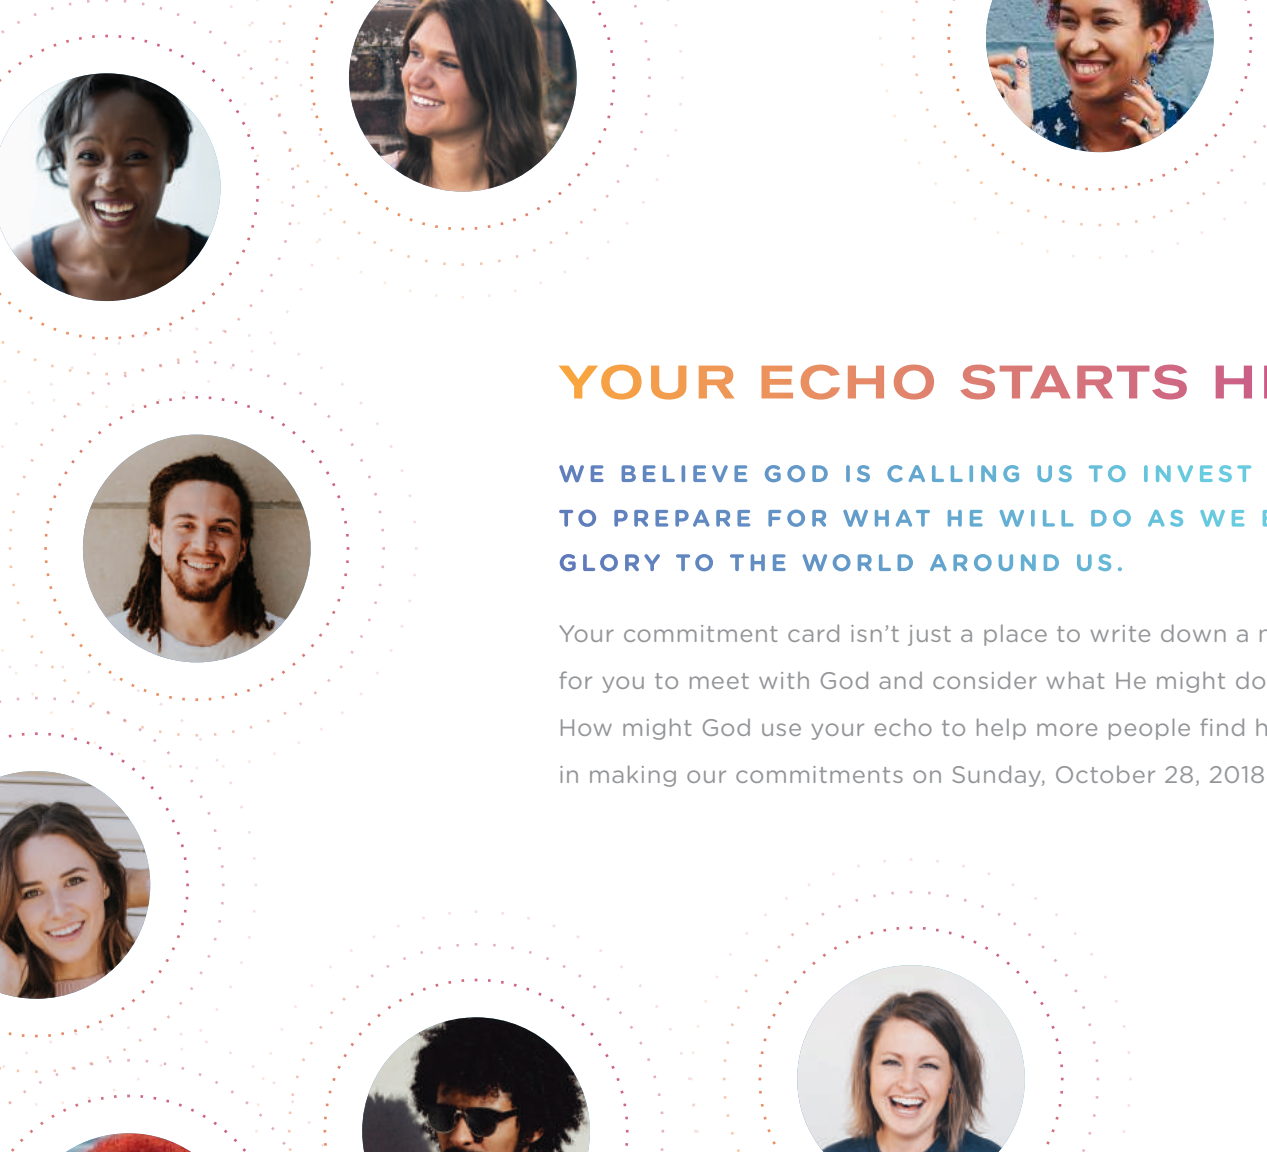 YOUR ECHO STARTS
WE BELIEVE GOD IS CALLING US TO INVEST
TO PREPARE FOR WHAT HE WILL DO AS WE
GLORY TO THE WORLD AROUND US.
Your commitment card isn’t just a place to write down a
for you to meet with God and consider what He might do
How might God use your echo to help more people find
in making our commitments on Sunday, October 28, 2018